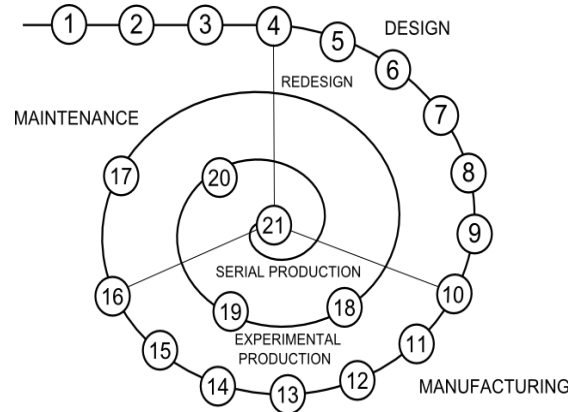 1 2 3 4 5 DESIGN
6
REDESIGN
7
MAINTENANCE
17 20 8
21 9
SERIAL PRODUCTION
16 10
19 18
EXPERIMENTAL
PRODUCTION
15 11
14 13 12 MANUFACTURING